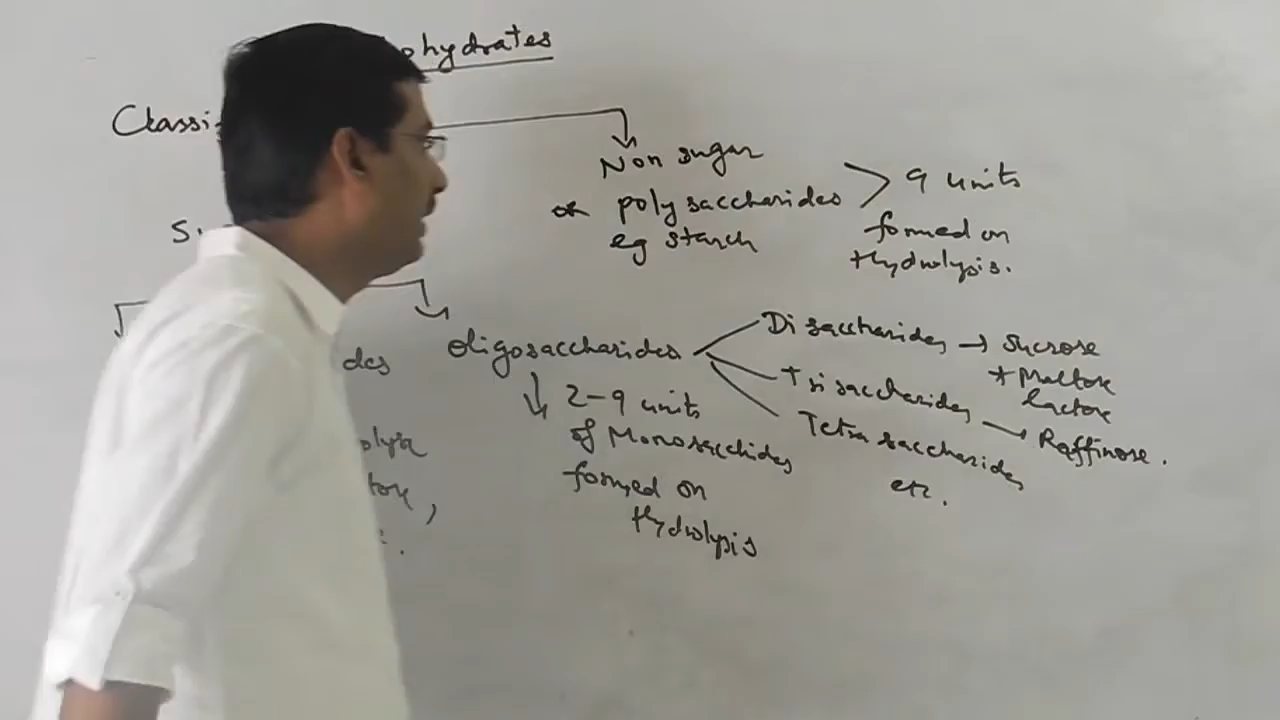 ohydrates
Classi
Non sugar
or polysaccharides > 9 units
eg starch
formed on
Hydrolysis.
S
des
oligosaccharides
Disaccharides → Sucrose
* Maltose
lactose
Trisaccharides → Raffinose.
Tetrasaccharides
etc.
2-9 units
of Monosacchides
formed on
Hydrolysis